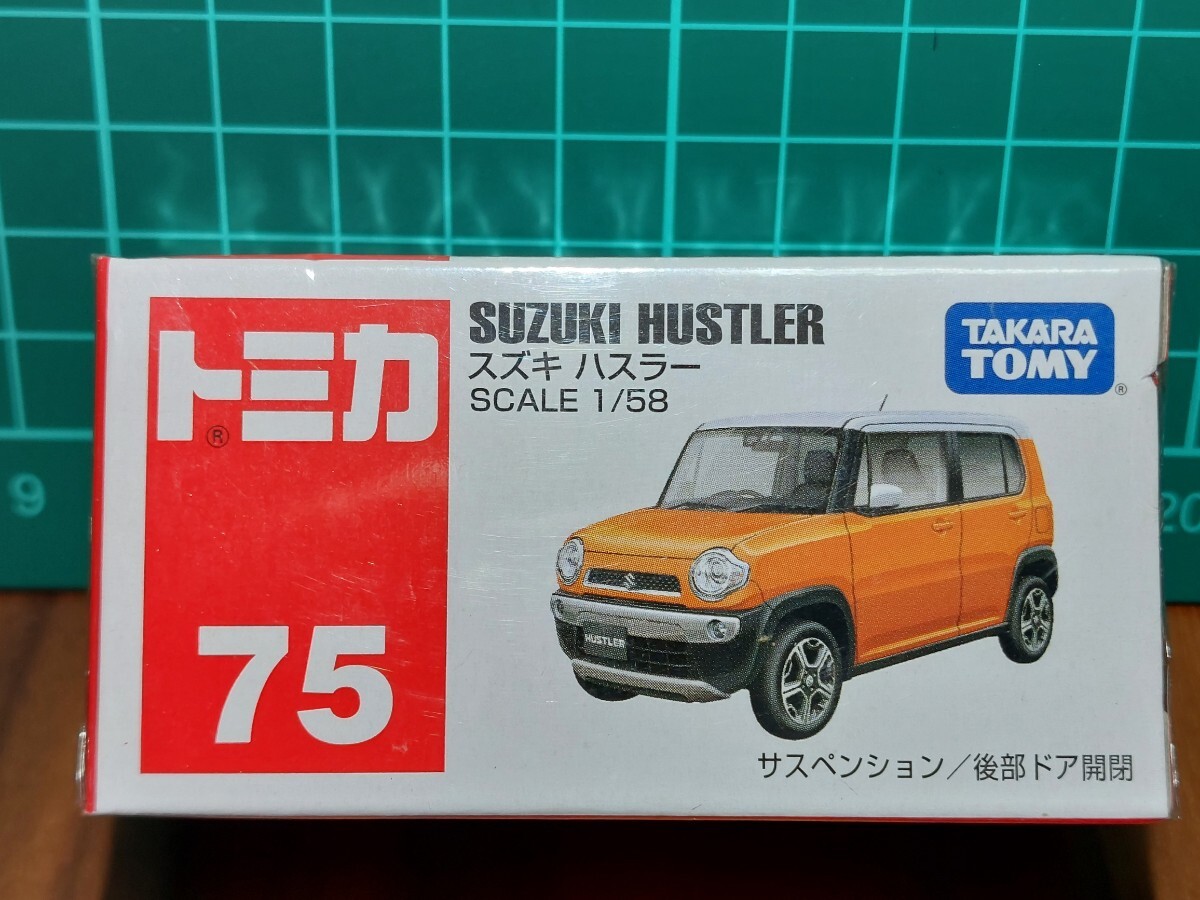 トミカ
®
75
SUZUKI HUSTLER
スズキ ハスラー
SCALE 1/58
TAKARA
TOMY
®
HUSTLER
サスペンション/後部ドア開閉
9
20